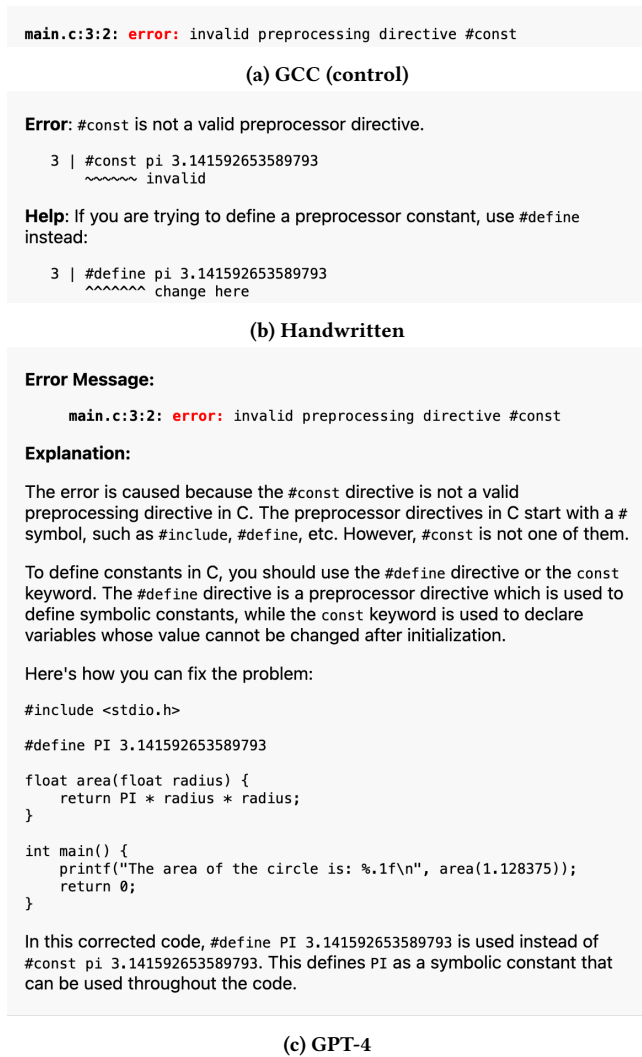 main.c:3:2: error: invalid preprocessing directive #const
(a) GCC (control)
Error: #const is not a valid preprocessor directive.
3 | #const pi 3.141592653589793
~~~~~~ invalid
Help: If you are trying to define a preprocessor constant, use #define
instead:
3 | #define pi 3.141592653589793
^^^^^^^ change here
(b) Handwritten
Error Message:
main.c:3:2: error: invalid preprocessing directive #const
Explanation:
The error is caused because the #const directive is not a valid
preprocessing directive in C. The preprocessor directives in C start with a #
symbol, such as #include, #define, etc. However, #const is not one of them.
To define constants in C, you should use the #define directive or the const
keyword. The #define directive is a preprocessor directive which is used to
define symbolic constants, while the const keyword is used to declare
variables whose value cannot be changed after initialization.
Here's how you can fix the problem:
#include <stdio.h>
#define PI 3.141592653589793
float area(float radius) {
    return PI * radius * radius;
}
int main() {
    printf("The area of the circle is: %.1f\n", area(1.128375));
    return 0;
}
In this corrected code, #define PI 3.141592653589793 is used instead of
#const pi 3.141592653589793. This defines PI as a symbolic constant that
can be used throughout the code.
(c) GPT-4